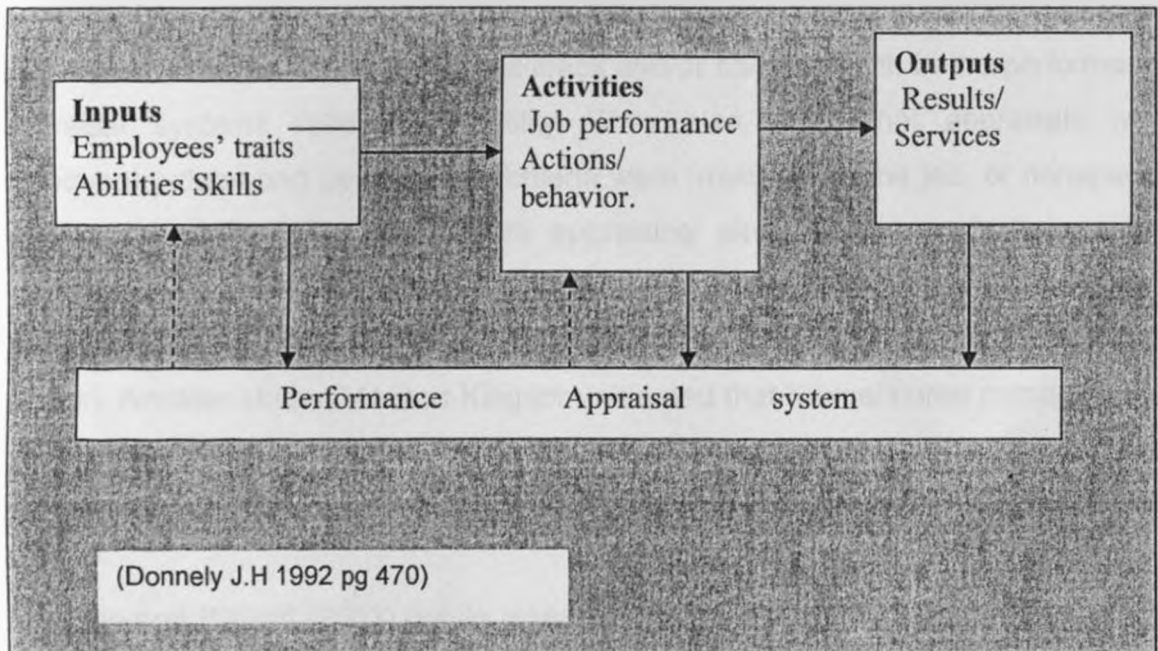 Inputs
Employees' traits
Abilities Skills
Activities
Job performance
Actions/
behavior.
Outputs
Results/
Services
Performance Appraisal system
(Donnely J.H 1992 pg 470)